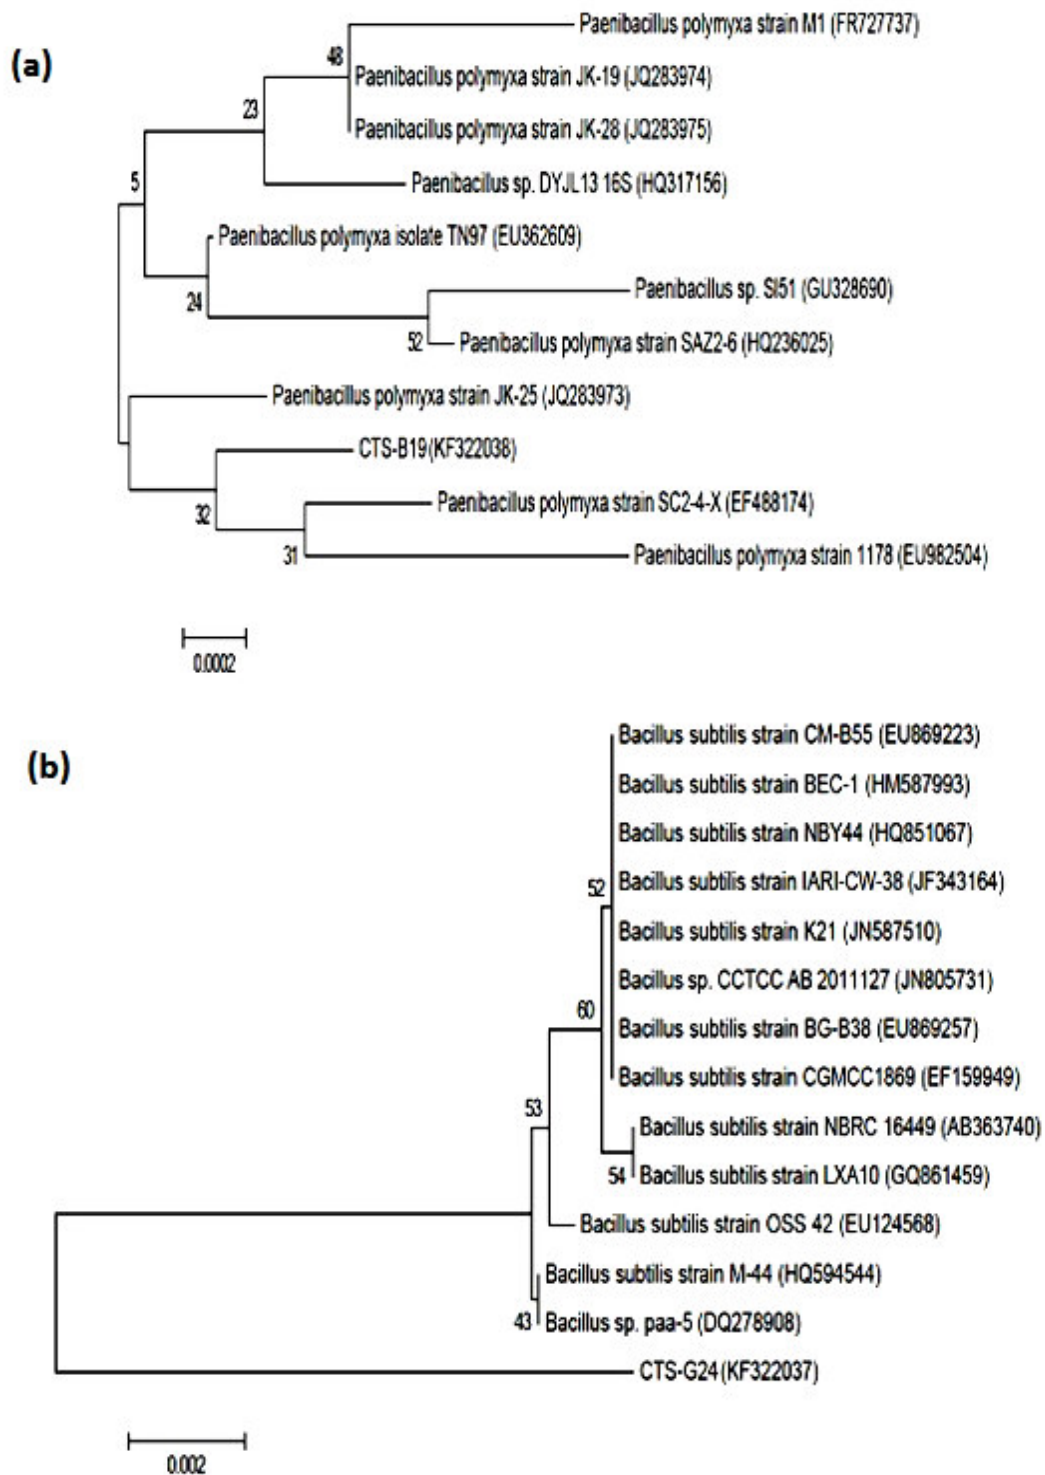 (a)
Paenibacillus polymyxa strain M1 (FR727737)
48
Paenibacillus polymyxa strain JK-19 (JQ283974)
23
Paenibacillus polymyxa strain JK-28 (JQ283975)
5
Paenibacillus sp. DYJL13 16S (HQ317156)
Paenibacillus polymyxa isolate TN97 (EU362609)
24
Paenibacillus sp. SI51 (GU328690)
52
Paenibacillus polymyxa strain SAZ2-6 (HQ236025)
Paenibacillus polymyxa strain JK-25 (JQ283973)
CTS-B19(KF322038)
32
Paenibacillus polymyxa strain SC2-4-X (EF488174)
31
Paenibacillus polymyxa strain 1178 (EU982504)
0.0002
(b)
Bacillus subtilis strain CM-B55 (EU869223)
Bacillus subtilis strain BEC-1 (HM587993)
Bacillus subtilis strain NBY44 (HQ851067)
52
Bacillus subtilis strain IARI-CW-38 (JF343164)
Bacillus subtilis strain K21 (JN587510)
Bacillus sp. CCTCC AB 2011127 (JN805731)
60
Bacillus subtilis strain BG-B38 (EU869257)
Bacillus subtilis strain CGMCC1869 (EF159949)
53
Bacillus subtilis strain NBRC 16449 (AB363740)
54
Bacillus subtilis strain LXA10 (GQ861459)
Bacillus subtilis strain OSS 42 (EU124568)
Bacillus subtilis strain M-44 (HQ594544)
43
Bacillus sp. paa-5 (DQ278908)
CTS-G24 (KF322037)
0.002